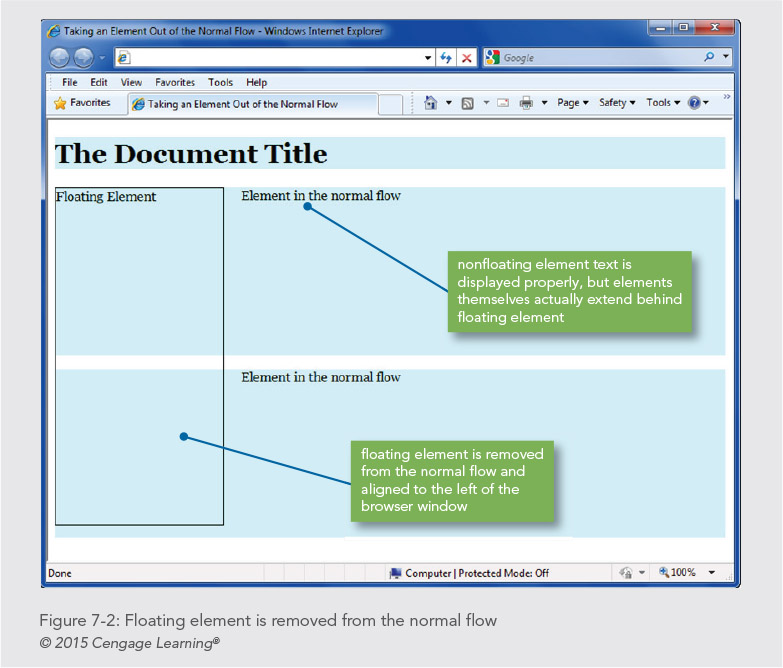 Taking an Element Out of the Normal Flow - Windows Internet Explorer
Google
File Edit View Favorites Tools Help
Favorites Taking an Element Out of the Normal Flow Page Safety Tools
The Document Title
Floating Element Element in the normal flow
nonfloating element text is
displayed properly, but elements
themselves actually extend behind
floating element
Element in the normal flow
floating element is removed
from the normal flow and
aligned to the left of the
browser window
Done Computer | Protected Mode: Off 100%
Figure 7-2: Floating element is removed from the normal flow
© 2015 Cengage Learning®